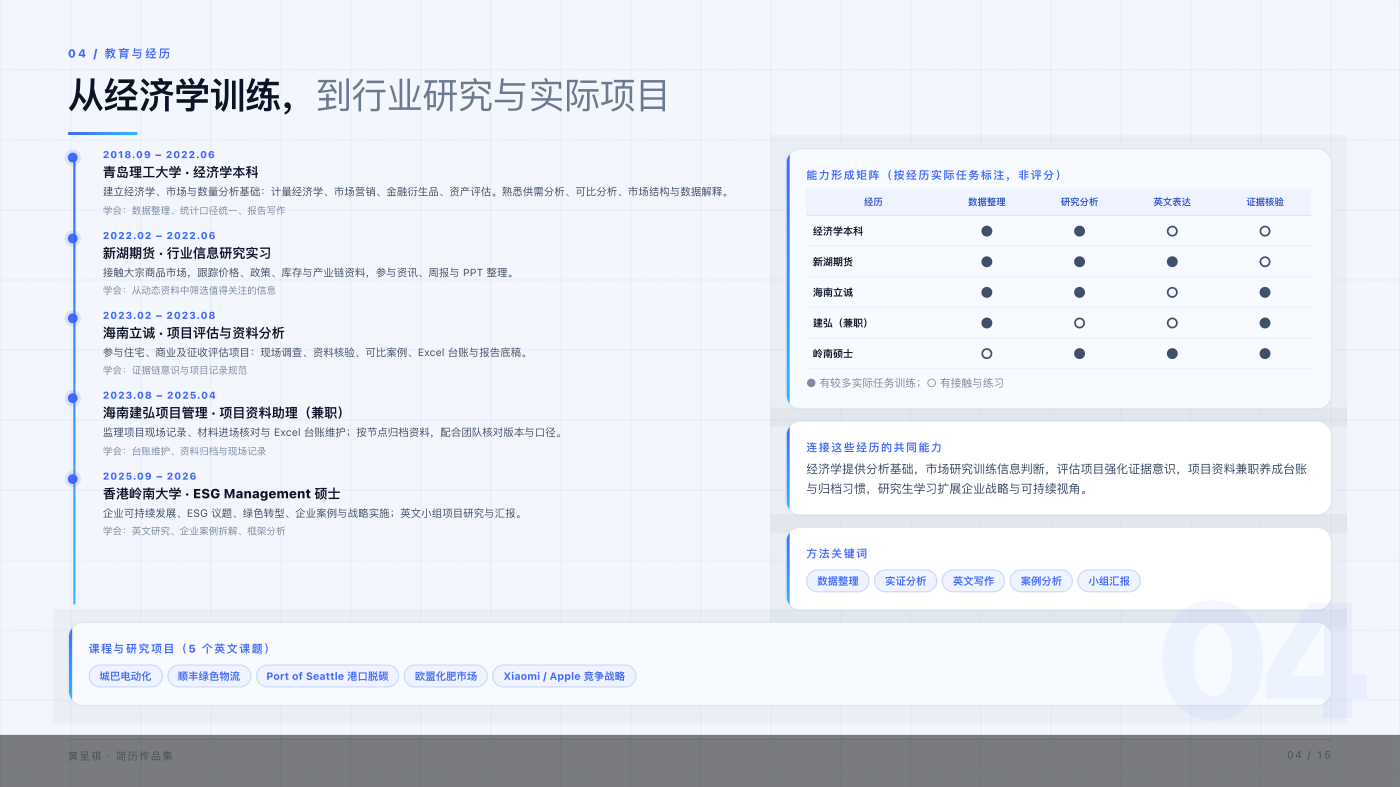 04 / 教育与经历
从经济学训练，到行业研究与实际项目
2018.09 – 2022.06
青岛理工大学 · 经济学本科
建立经济学、市场与数量分析基础：计量经济学、市场营销、金融衍生品、资产评估。熟悉供需分析、可比分析、市场结构与数据解释。
学会：数据整理、统计口径统一、报告写作
2022.02 – 2022.06
新湖期货 · 行业信息研究实习
接触大宗商品市场，跟踪价格、政策、库存与产业链资料，参与资讯、周报与 PPT 整理。
学会：从动态资料中筛选值得关注的信息
2023.02 – 2023.08
海南立诚 · 项目评估与资料分析
参与住宅、商业及征收评估项目：现场调查、资料核验、可比案例、Excel 台账与报告底稿。
学会：证据链意识与项目记录规范
2023.08 – 2025.04
海南建弘项目管理 · 项目资料助理（兼职）
监理项目现场记录、材料进场核对与 Excel 台账维护；按节点归档资料，配合团队核对版本与口径。
学会：台账维护、资料归档与现场记录
2025.09 – 2026
香港岭南大学 · ESG Management 硕士
企业可持续发展、ESG 议题、绿色转型、企业案例与战略实施；英文小组项目研究与汇报。
学会：英文研究、企业案例拆解、框架分析
能力形成矩阵（按经历实际任务标注，非评分）
经历 数据整理 研究分析 英文表达 证据核验
经济学本科 ● ● ○ ○
新湖期货 ● ● ● ○
海南立诚 ● ● ○ ●
建弘（兼职） ● ○ ○ ●
岭南硕士 ○ ● ● ●
● 有较多实际任务训练；○ 有接触与练习
连接这些经历的共同能力
经济学提供分析基础，市场研究训练信息判断，评估项目强化证据意识，项目资料兼职养成台账
与归档习惯，研究生学习扩展企业战略与可持续视角。
方法关键词
数据整理 实证分析 英文写作 案例分析 小组汇报
课程与研究项目（5 个英文课题）
城巴电动化 顺丰绿色物流 Port of Seattle 港口脱碳 欧盟化肥市场 Xiaomi / Apple 竞争战略
04
黄呈祺 · 简历作品集
04 / 15